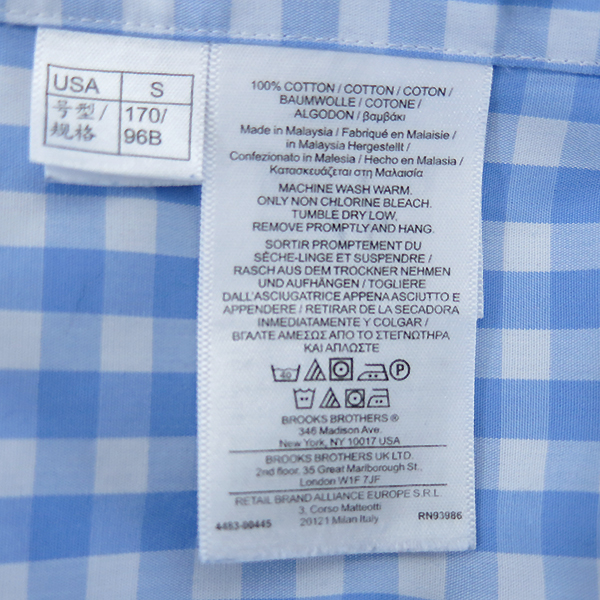 USA S
号型/规格 170/96B
100% COTTON / COTTON / COTON /
BAUMWOLLE / COTONE /
ALGODON / βαμβάκι
Made in Malaysia / Fabriqué en Malaisie /
in Malaysia Hergestellt /
Confezionato in Malesia / Hecho en Malasia /
Κατασκευάζεται στη Μαλαισία
MACHINE WASH WARM.
ONLY NON CHLORINE BLEACH.
TUMBLE DRY LOW.
REMOVE PROMPTLY AND HANG.
SORTIR PROMPTEMENT DU
SÈCHE-LINGE ET SUSPENDRE /
RASCH AUS DEM TROCKNER NEHMEN
UND AUFHÄNGEN / TOGLIERE
DALL'ASCIUGATRICE APPENA ASCIUTTO E
APPENDERE / RETIRAR DE LA SECADORA
INMEDIATAMENTE Y COLGAR /
ΒΓΑΛΤΕ ΑΜΕΣΩΣ ΑΠΟ ΤΟ ΣΤΕΓΝΩΤΗΡΑ
ΚΑΙ ΑΠΛΩΣΤΕ
40 P
BROOKS BROTHERS ®
346 Madison Ave.
New York, NY 10017 USA
BROOKS BROTHERS UK LTD.
2nd floor, 35 Great Marlborough St.,
London W1F 7JF
RETAIL BRAND ALLIANCE EUROPE S.R.L.
3, Corso Matteotti
4483-00445 20121 Milan Italy RN93986